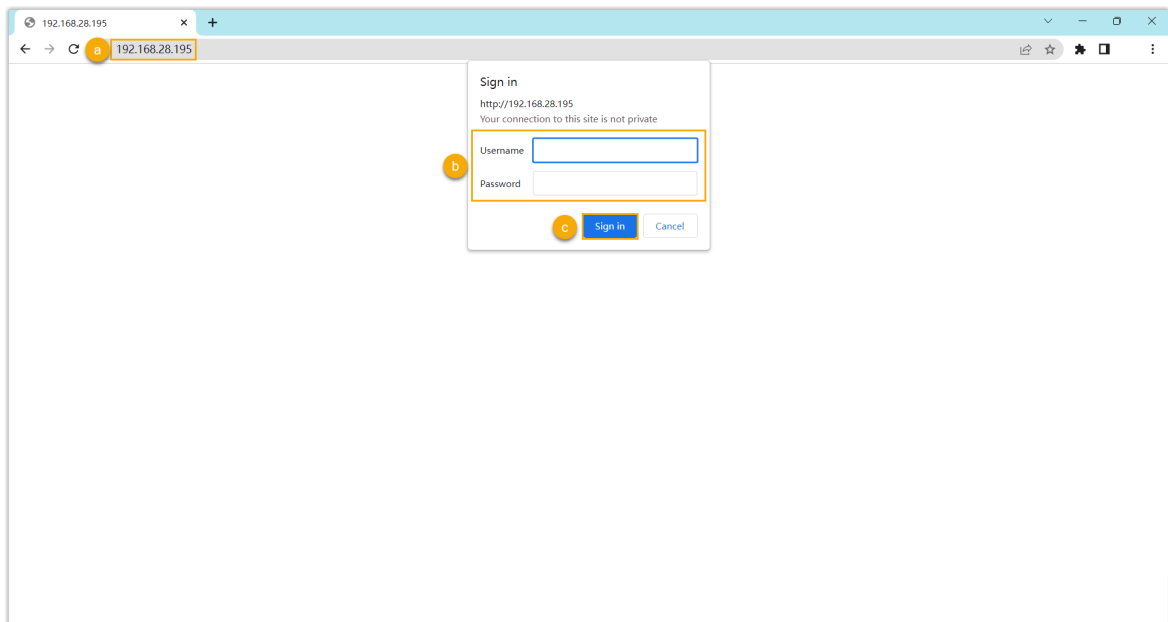 192.168.28.195
a 192.168.28.195
Sign in
http://192.168.28.195
Your connection to this site is not private
b
Username
Password
c Sign in Cancel